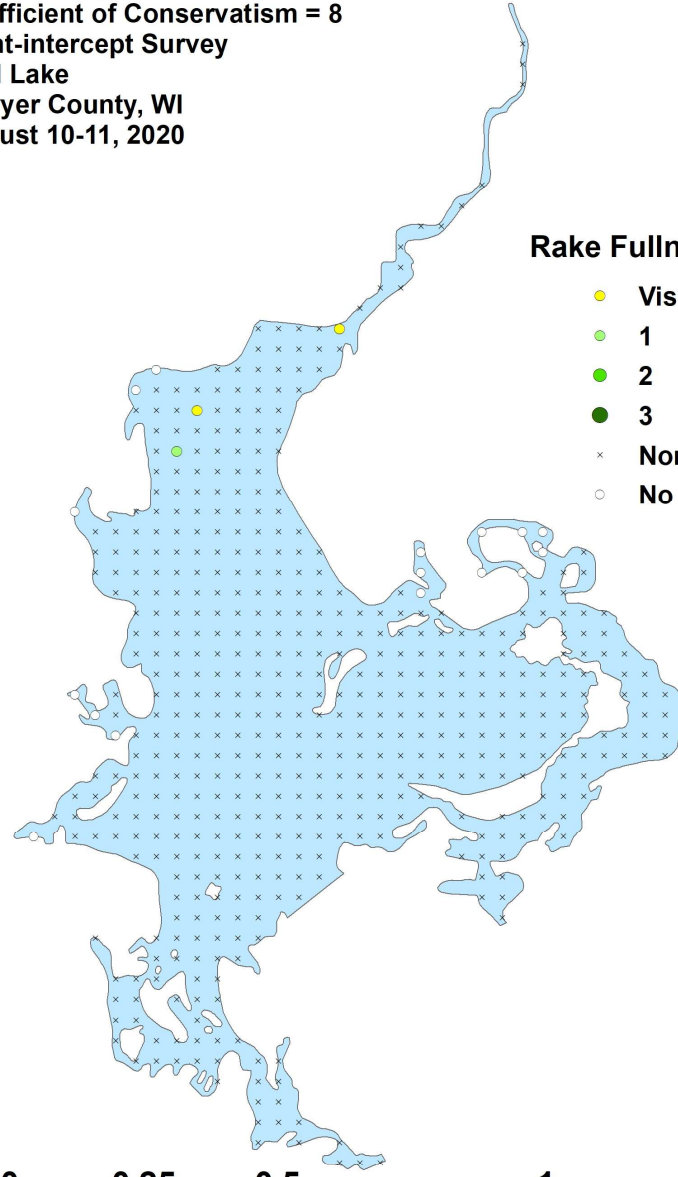 fficient of Conservatism = 8
nt-intercept Survey
l Lake
yer County, WI
ust 10-11, 2020
Rake Fulln
Vis
1
2
3
Non
No